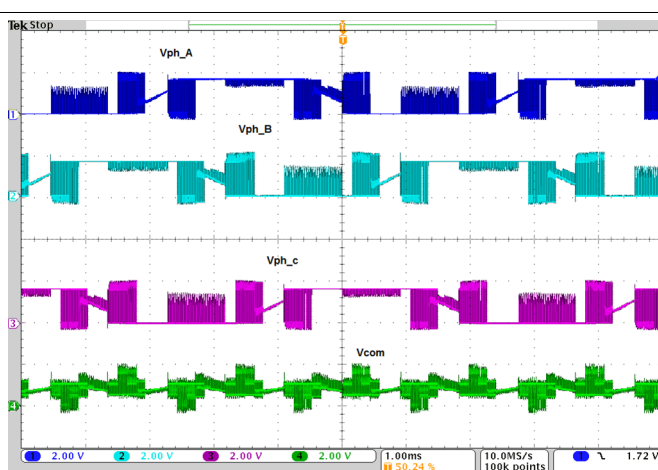 Tek Stop
T
T
Vph_A
1
Vph_B
2
Vph_c
3
Vcom
4
1 2.00 V 2 2.00 V 3 2.00 V 4 2.00 V 1.00ms 10.0MS/s 1 1.72 V
T 50.24 % 100k points